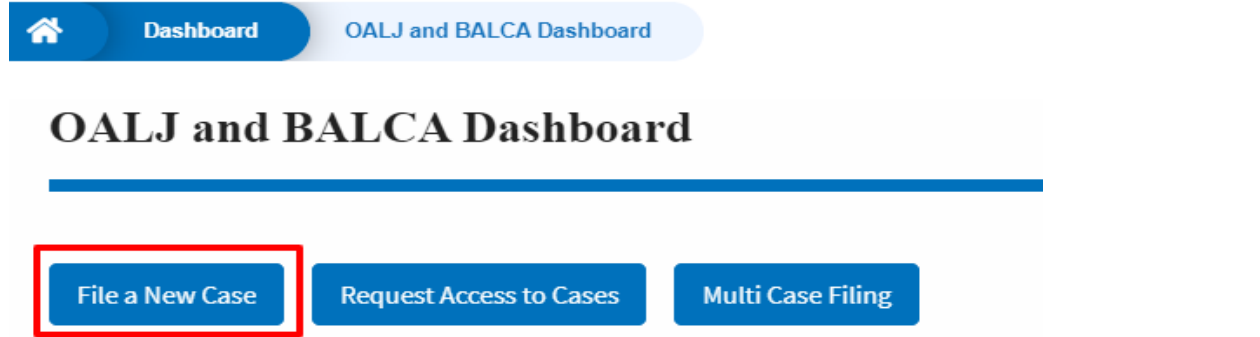 Dashboard OALJ and BALCA Dashboard
OALJ and BALCA Dashboard
File a New Case Request Access to Cases Multi Case Filing